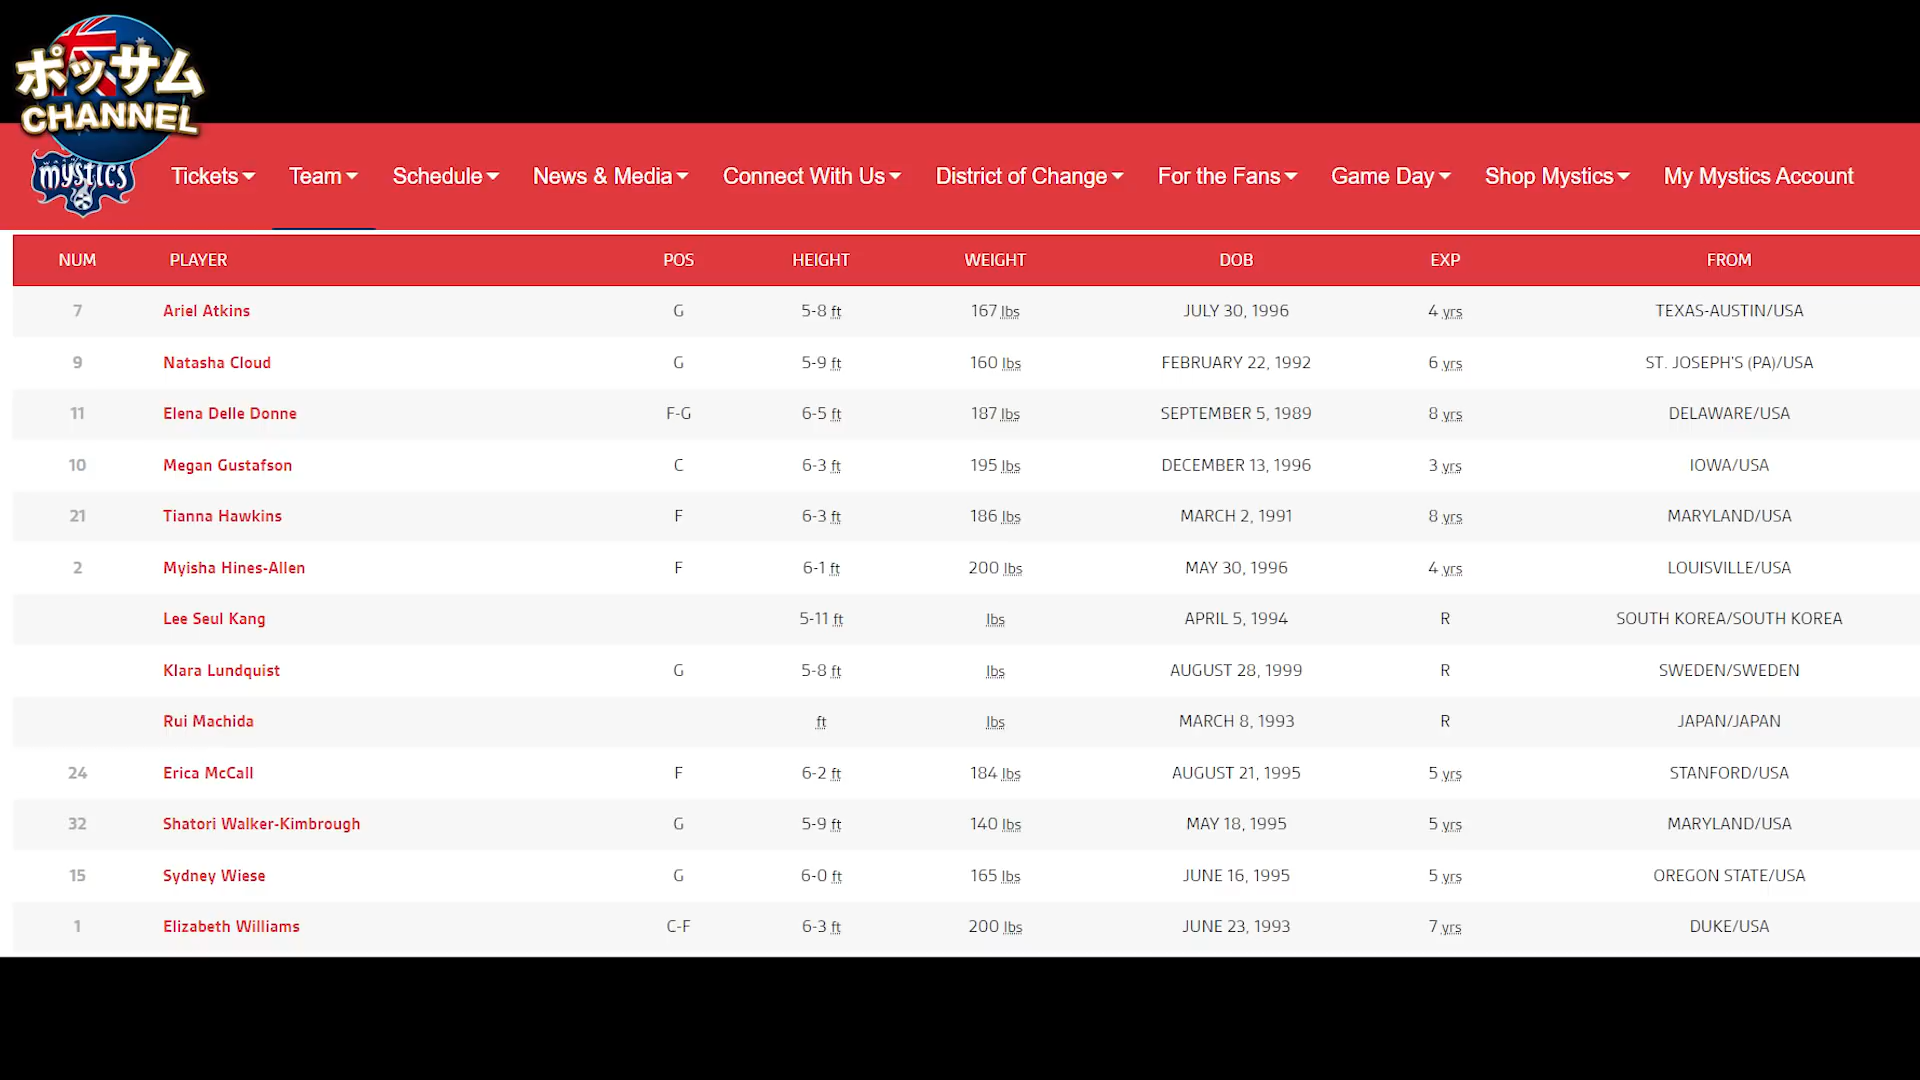 ポッサム
CHANNEL
MYSTICS
Tickets Team Schedule News & Media Connect With Us District of Change For the Fans Game Day Shop Mystics My Mystics Account
NUM PLAYER POS HEIGHT WEIGHT DOB EXP FROM
7 Ariel Atkins G 5-8 ft 167 lbs JULY 30, 1996 4 yrs TEXAS-AUSTIN/USA
9 Natasha Cloud G 5-9 ft 160 lbs FEBRUARY 22, 1992 6 yrs ST. JOSEPH'S (PA)/USA
11 Elena Delle Donne F-G 6-5 ft 187 lbs SEPTEMBER 5, 1989 8 yrs DELAWARE/USA
10 Megan Gustafson C 6-3 ft 195 lbs DECEMBER 13, 1996 3 yrs IOWA/USA
21 Tianna Hawkins F 6-3 ft 186 lbs MARCH 2, 1991 8 yrs MARYLAND/USA
2 Myisha Hines-Allen F 6-1 ft 200 lbs MAY 30, 1996 4 yrs LOUISVILLE/USA
Lee Seul Kang 5-11 ft lbs APRIL 5, 1994 R SOUTH KOREA/SOUTH KOREA
Klara Lundquist G 5-8 ft lbs AUGUST 28, 1999 R SWEDEN/SWEDEN
Rui Machida ft lbs MARCH 8, 1993 R JAPAN/JAPAN
24 Erica McCall F 6-2 ft 184 lbs AUGUST 21, 1995 5 yrs STANFORD/USA
32 Shatori Walker-Kimbrough G 5-9 ft 140 lbs MAY 18, 1995 5 yrs MARYLAND/USA
15 Sydney Wiese G 6-0 ft 165 lbs JUNE 16, 1995 5 yrs OREGON STATE/USA
1 Elizabeth Williams C-F 6-3 ft 200 lbs JUNE 23, 1993 7 yrs DUKE/USA